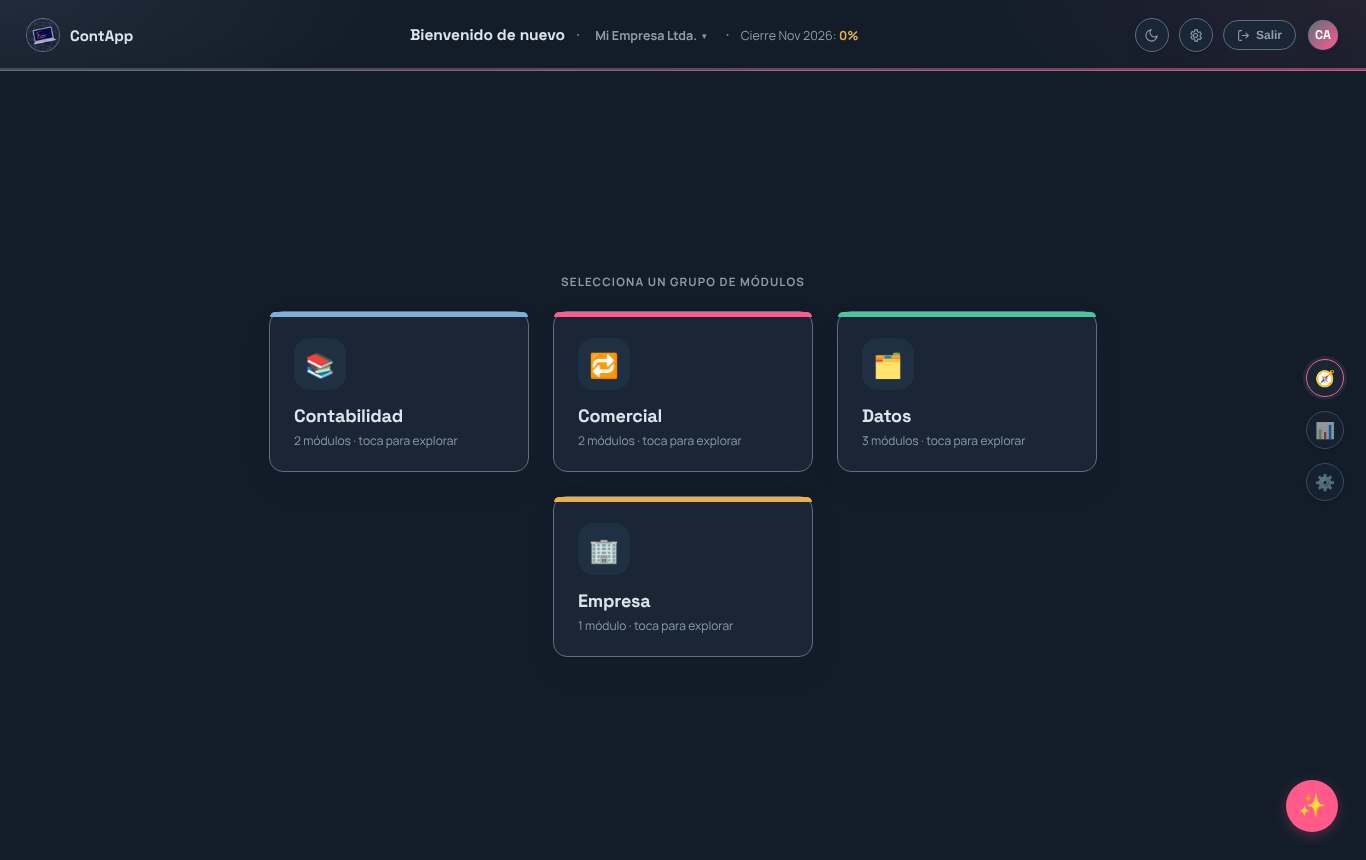 ContApp
Bienvenido de nuevo · Mi Empresa Ltda. ▾ · Cierre Nov 2026: 0%
Salir
CA
SELECCIONA UN GRUPO DE MÓDULOS
Contabilidad
2 módulos · toca para explorar
Comercial
2 módulos · toca para explorar
Datos
3 módulos · toca para explorar
Empresa
1 módulo · toca para explorar